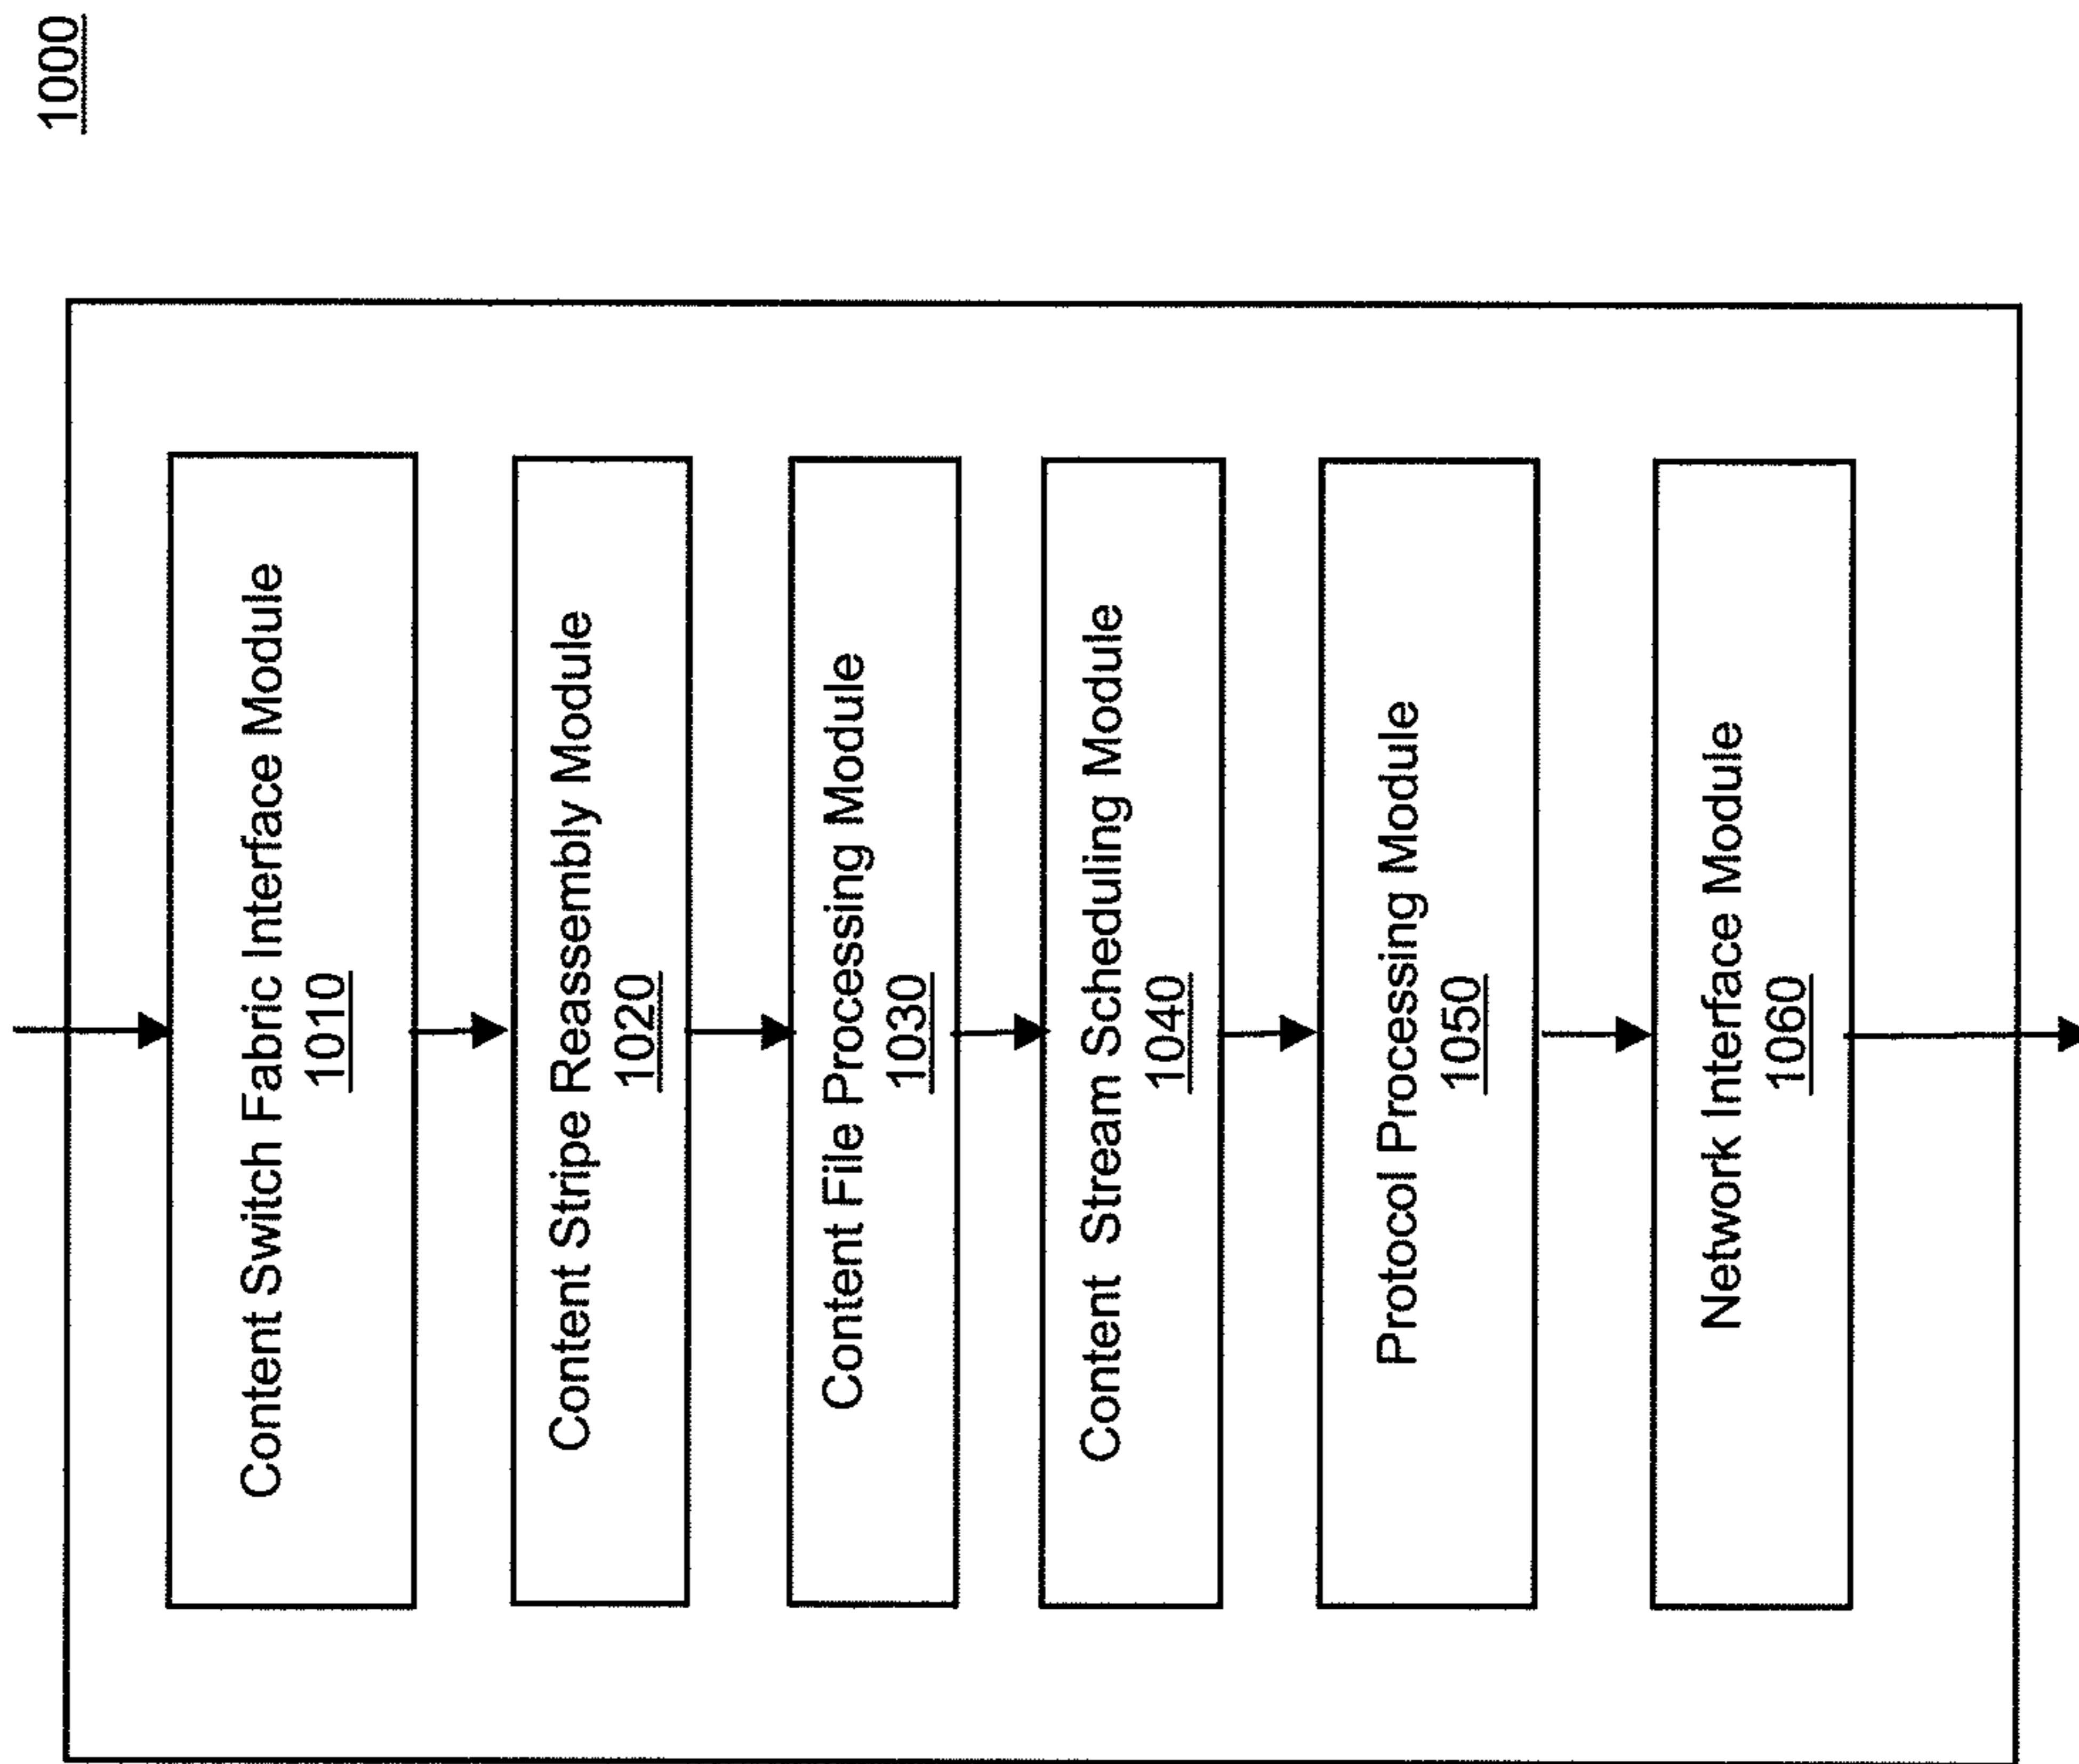 1000
Content Switch Fabric Interface Module
1010
Content Stripe Reassembly Module
1020
Content File Processing Module
1030
Content Stream Scheduling Module
1040
Protocol Processing Module
1050
Network Interface Module
1060